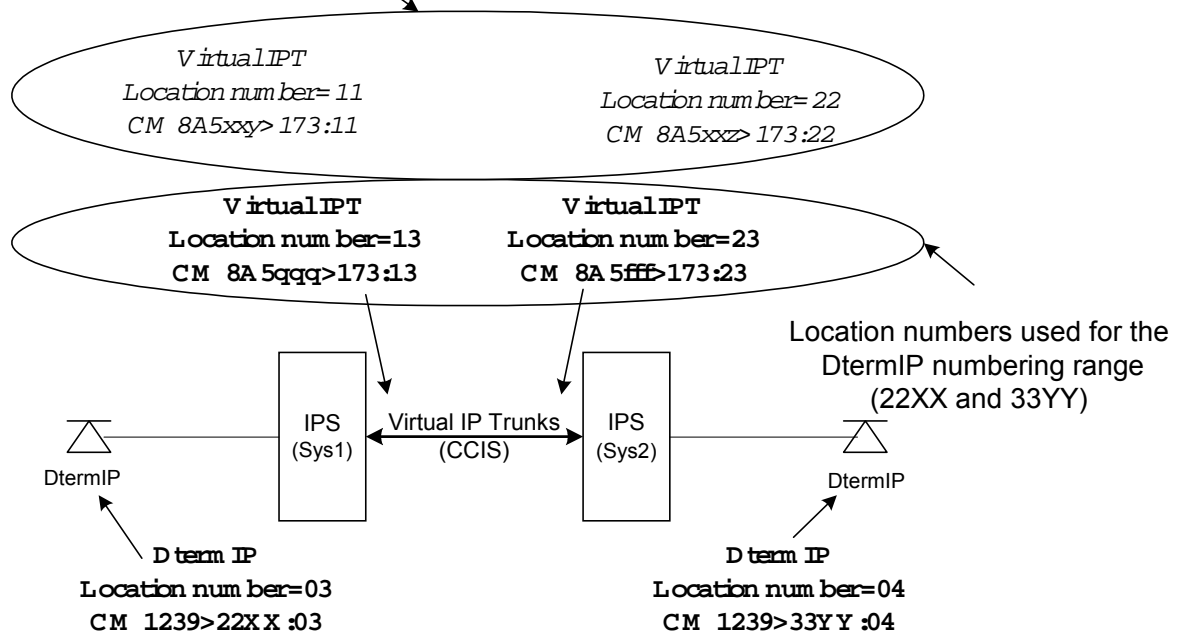 Virtual IPT
Location number=11
CM 8A5xxy>173:11
Virtual IPT
Location number=22
CM 8A5xxz>173:22
Virtual IPT
Location number=13
CM 8A5qqq>173:13
Virtual IPT
Location number=23
CM 8A5fff>173:23
Location numbers used for the
DtermIP numbering range
(22XX and 33YY)
IPS
(Sys1)
Virtual IP Trunks
(CCIS)
IPS
(Sys2)
DtermIP
DtermIP
Dterm IP
Location number=03
CM 1239>22XX:03
Dterm IP
Location number=04
CM 1239>33YY:04